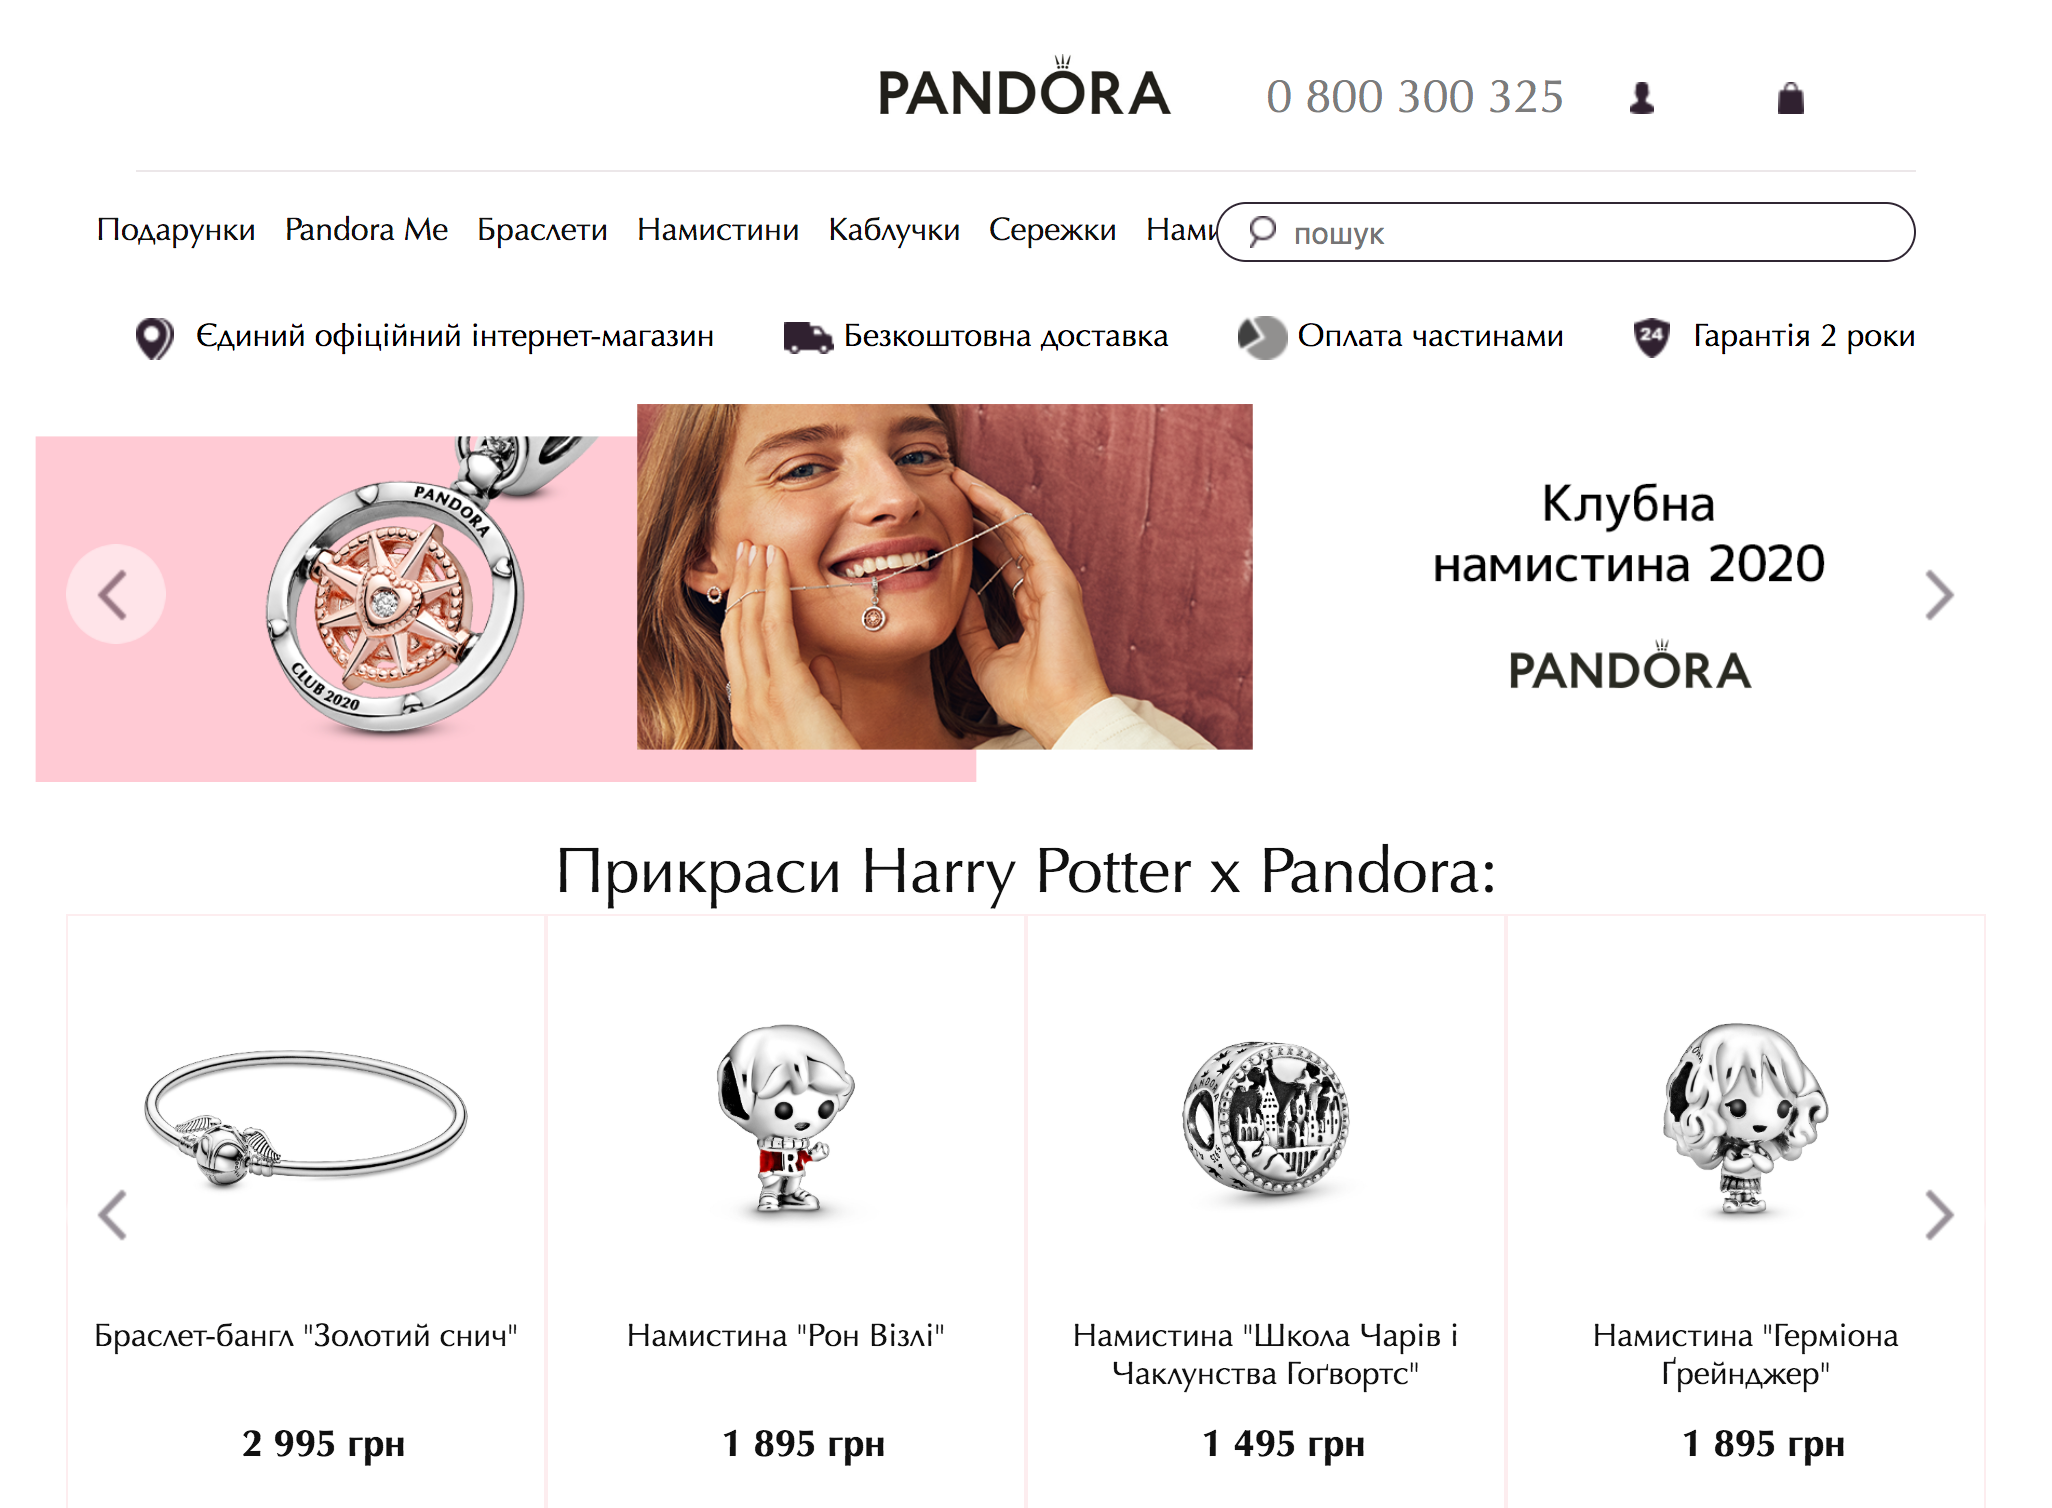 PANDORA
0 800 300 325
Подарунки Pandora Me Браслети Намистини Каблучки Сережки Нами
пошук
Єдиний офіційний інтернет-магазин
Безкоштовна доставка
Оплата частинами
24
Гарантія 2 роки
PANDORA
CLUB 2020
Клубна
намистина 2020
PANDORA
Прикраси Harry Potter x Pandora:
R
Браслет-бангл "Золотий снич"
2 995 грн
Намистина "Рон Візлі"
1 895 грн
Намистина "Школа Чарів і
Чаклунства Гоґвортс"
1 495 грн
Намистина "Герміона
Ґрейнджер"
1 895 грн